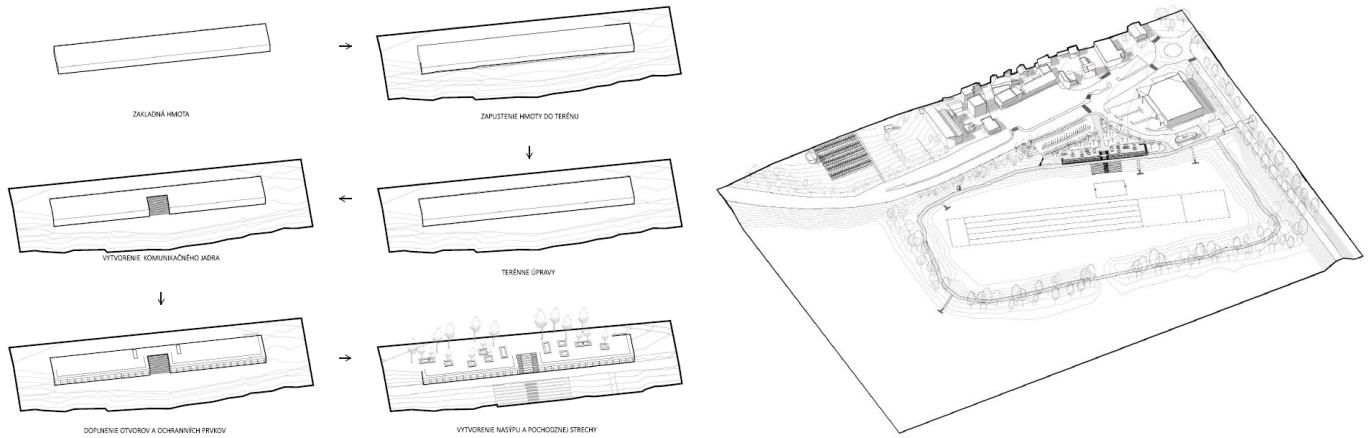 ZAKLADNÁ HMOTA
ZAPUSTENIE HMOTY DO TERÉNU
VYTVORENIE KOMUNIKAČNÉHO JADRA
TERÉNNE ÚPRAVY
DOPLNENIE OTVOROV A OCHRANNÝCH PRVKOV
VYTVORENIE NASÝPU A POCHODZNEJ STRECHY